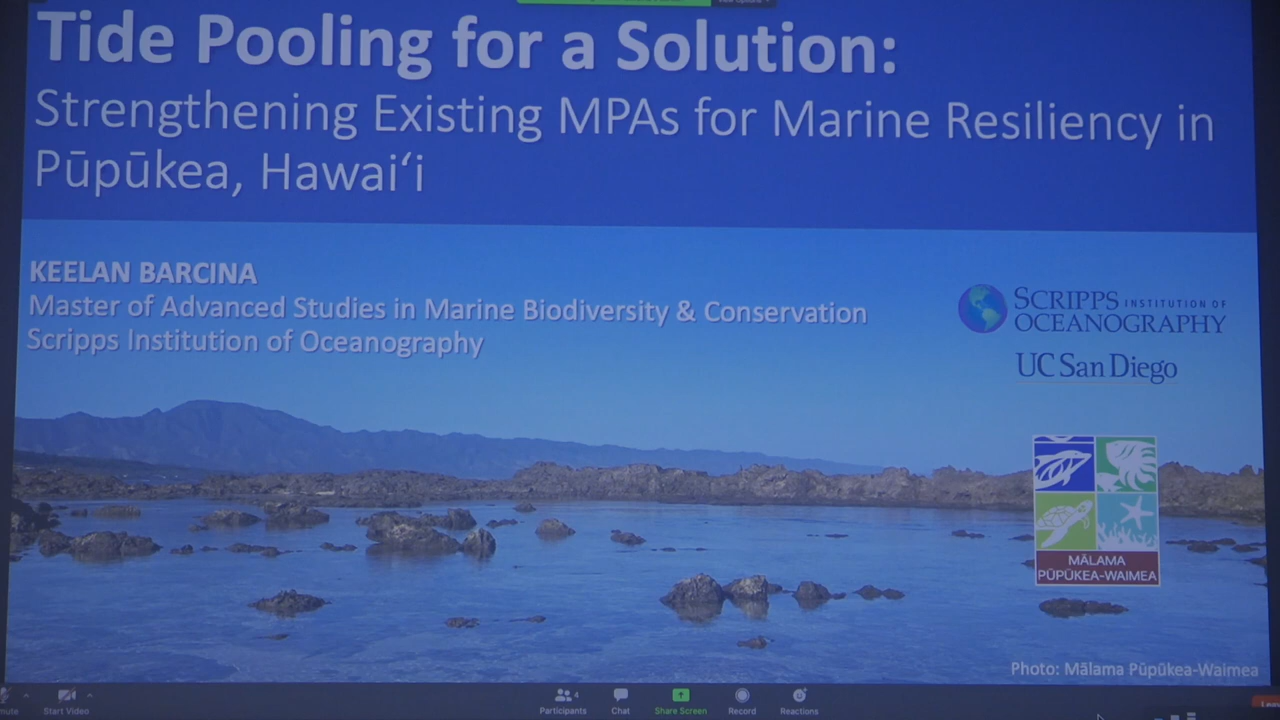 Tide Pooling for a Solution:
Strengthening Existing MPAs for Marine Resiliency in
Pūpūkea, Hawaiʻi
KEELAN BARCINA
Master of Advanced Studies in Marine Biodiversity & Conservation
Scripps Institution of Oceanography
SCRIPPS INSTITUTION OF
OCEANOGRAPHY
UC San Diego
MĀLAMA
PŪPŪKEA-WAIMEA
Photo: Mālama Pūpūkea-Waimea
Start Video
Participants 4
Chat
Share Screen
Record
Reactions